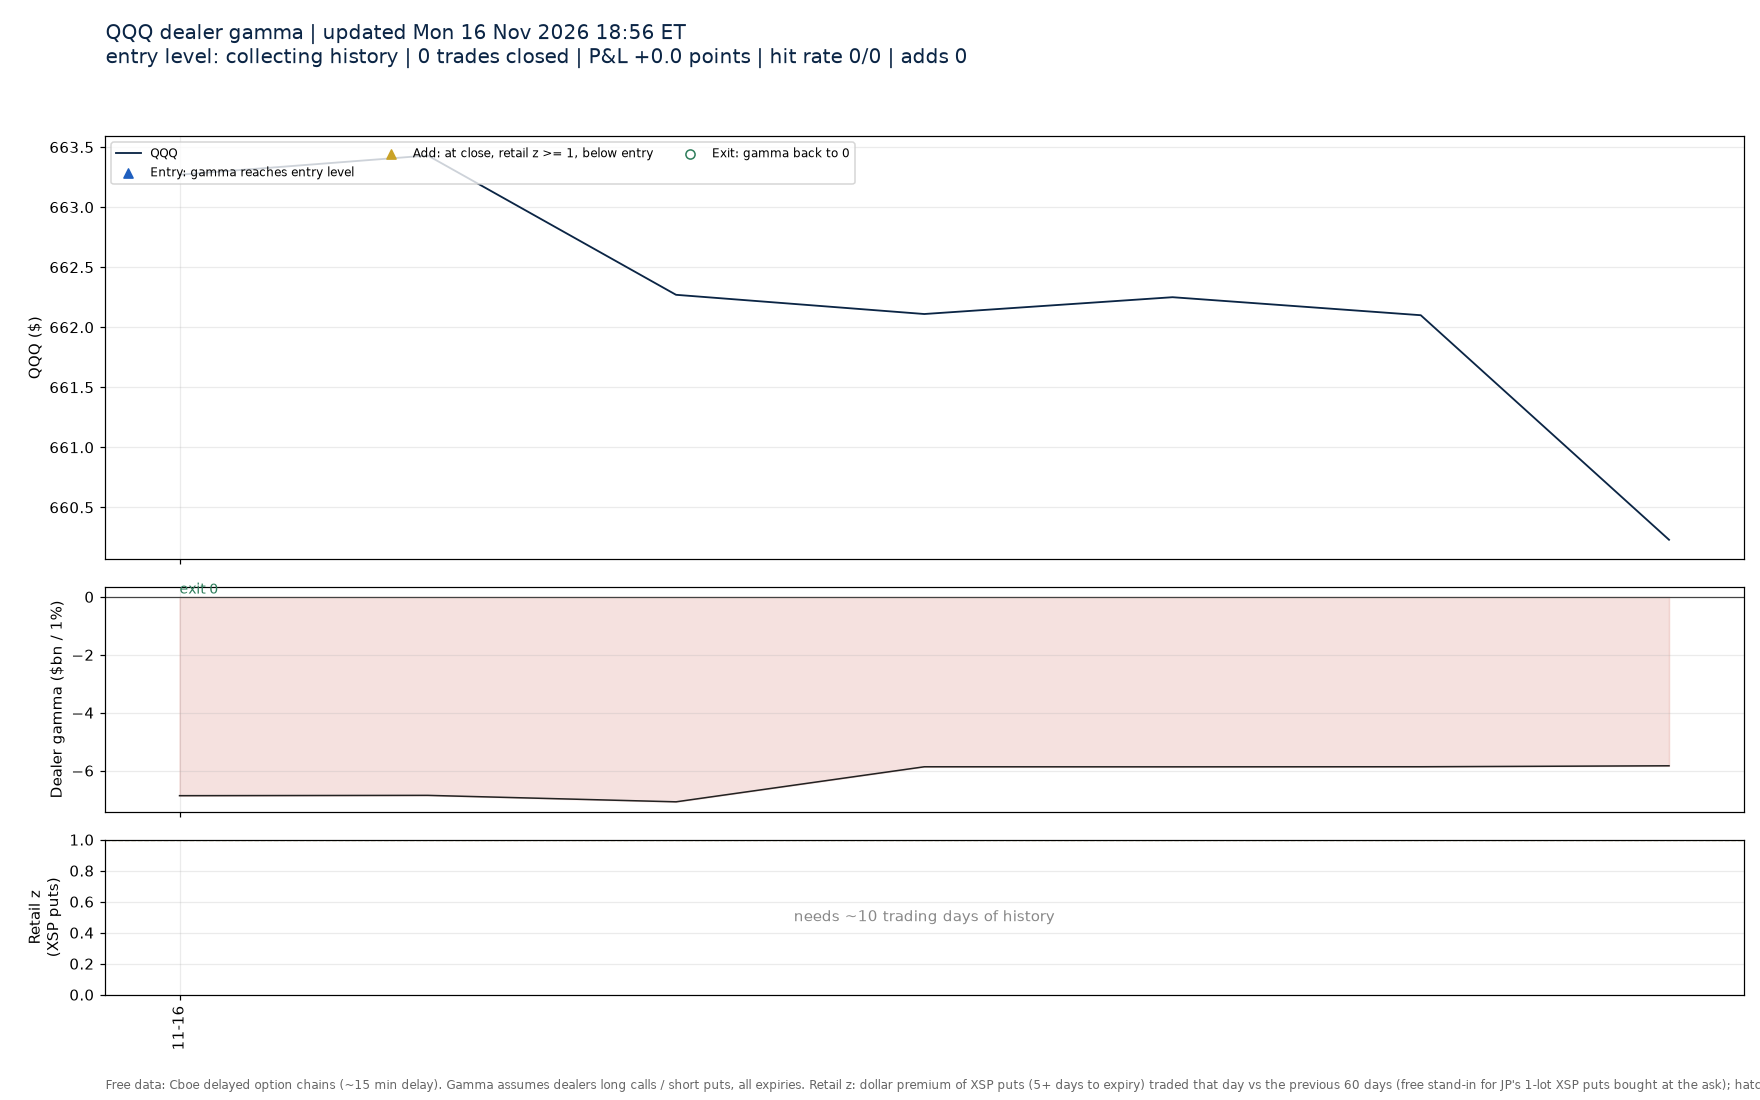 QQQ dealer gamma | updated Mon 16 Nov 2026 18:56 ET
entry level: collecting history | 0 trades closed | P&L +0.0 points | hit rate 0/0 | adds 0
QQQ
Entry: gamma reaches entry level
Add: at close, retail z >= 1, below entry
Exit: gamma back to 0
QQQ ($)
663.5
663.0
662.5
662.0
661.5
661.0
660.5
exit 0
Dealer gamma ($bn / 1%)
0
−2
−4
−6
Retail z
(XSP puts)
1.0
0.8
0.6
0.4
0.2
0.0
needs ~10 trading days of history
11-16
Free data: Cboe delayed option chains (~15 min delay). Gamma assumes dealers long calls / short puts, all expiries. Retail z: dollar premium of XSP puts (5+ days to expiry) traded that day vs the previous 60 days (free stand-in for JP's 1-lot XSP puts bought at the ask);